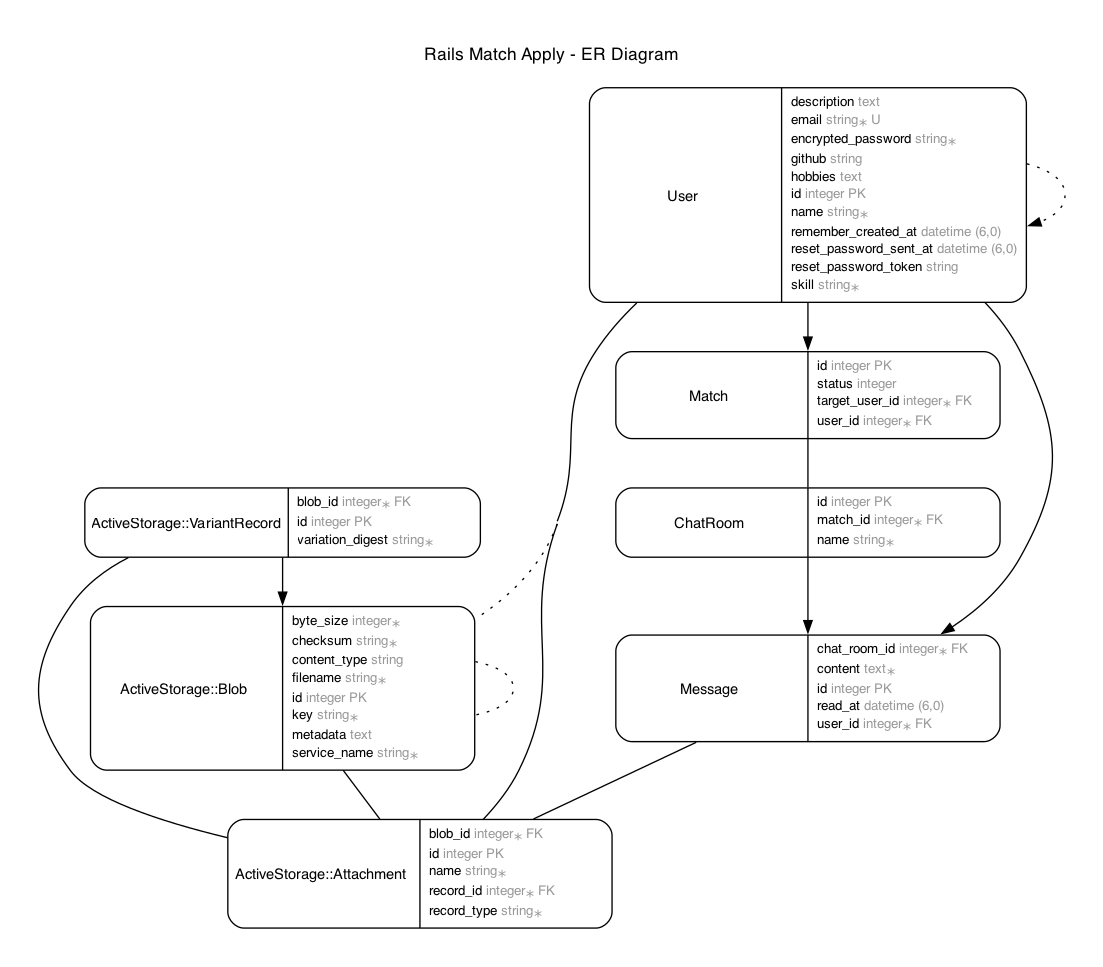 Rails Match Apply - ER Diagram
User
description text
email string∗ U
encrypted_password string∗
github string
hobbies text
id integer PK
name string∗
remember_created_at datetime (6,0)
reset_password_sent_at datetime (6,0)
reset_password_token string
skill string∗
Match
id integer PK
status integer
target_user_id integer∗ FK
user_id integer∗ FK
ActiveStorage::VariantRecord
blob_id integer∗ FK
id integer PK
variation_digest string∗
ChatRoom
id integer PK
match_id integer∗ FK
name string∗
ActiveStorage::Blob
byte_size integer∗
checksum string∗
content_type string
filename string∗
id integer PK
key string∗
metadata text
service_name string∗
Message
chat_room_id integer∗ FK
content text∗
id integer PK
read_at datetime (6,0)
user_id integer∗ FK
ActiveStorage::Attachment
blob_id integer∗ FK
id integer PK
name string∗
record_id integer∗ FK
record_type string∗